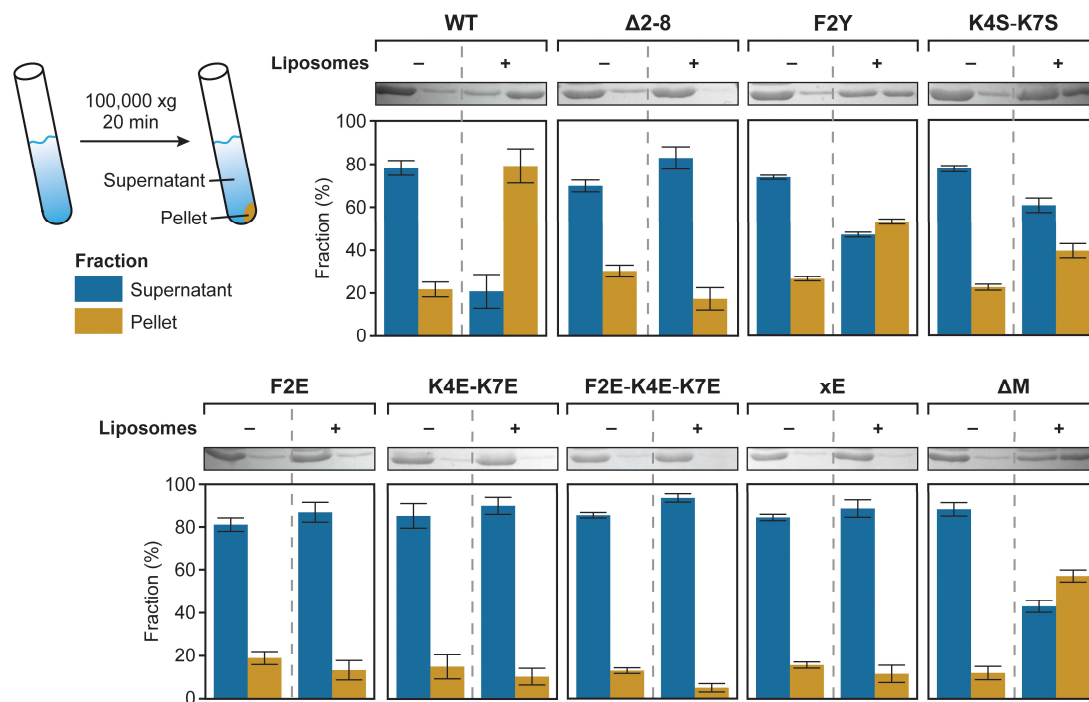 WT Δ2-8 F2Y K4S-K7S
Liposomes – + – + – + – +
100,000 xg
20 min
Supernatant
Pellet
Fraction
Supernatant
Pellet
Fraction (%)
100
80
60
40
20
0
F2E K4E-K7E F2E-K4E-K7E xE ΔM
Liposomes – + – + – + – + – +
Fraction (%)
100
80
60
40
20
0